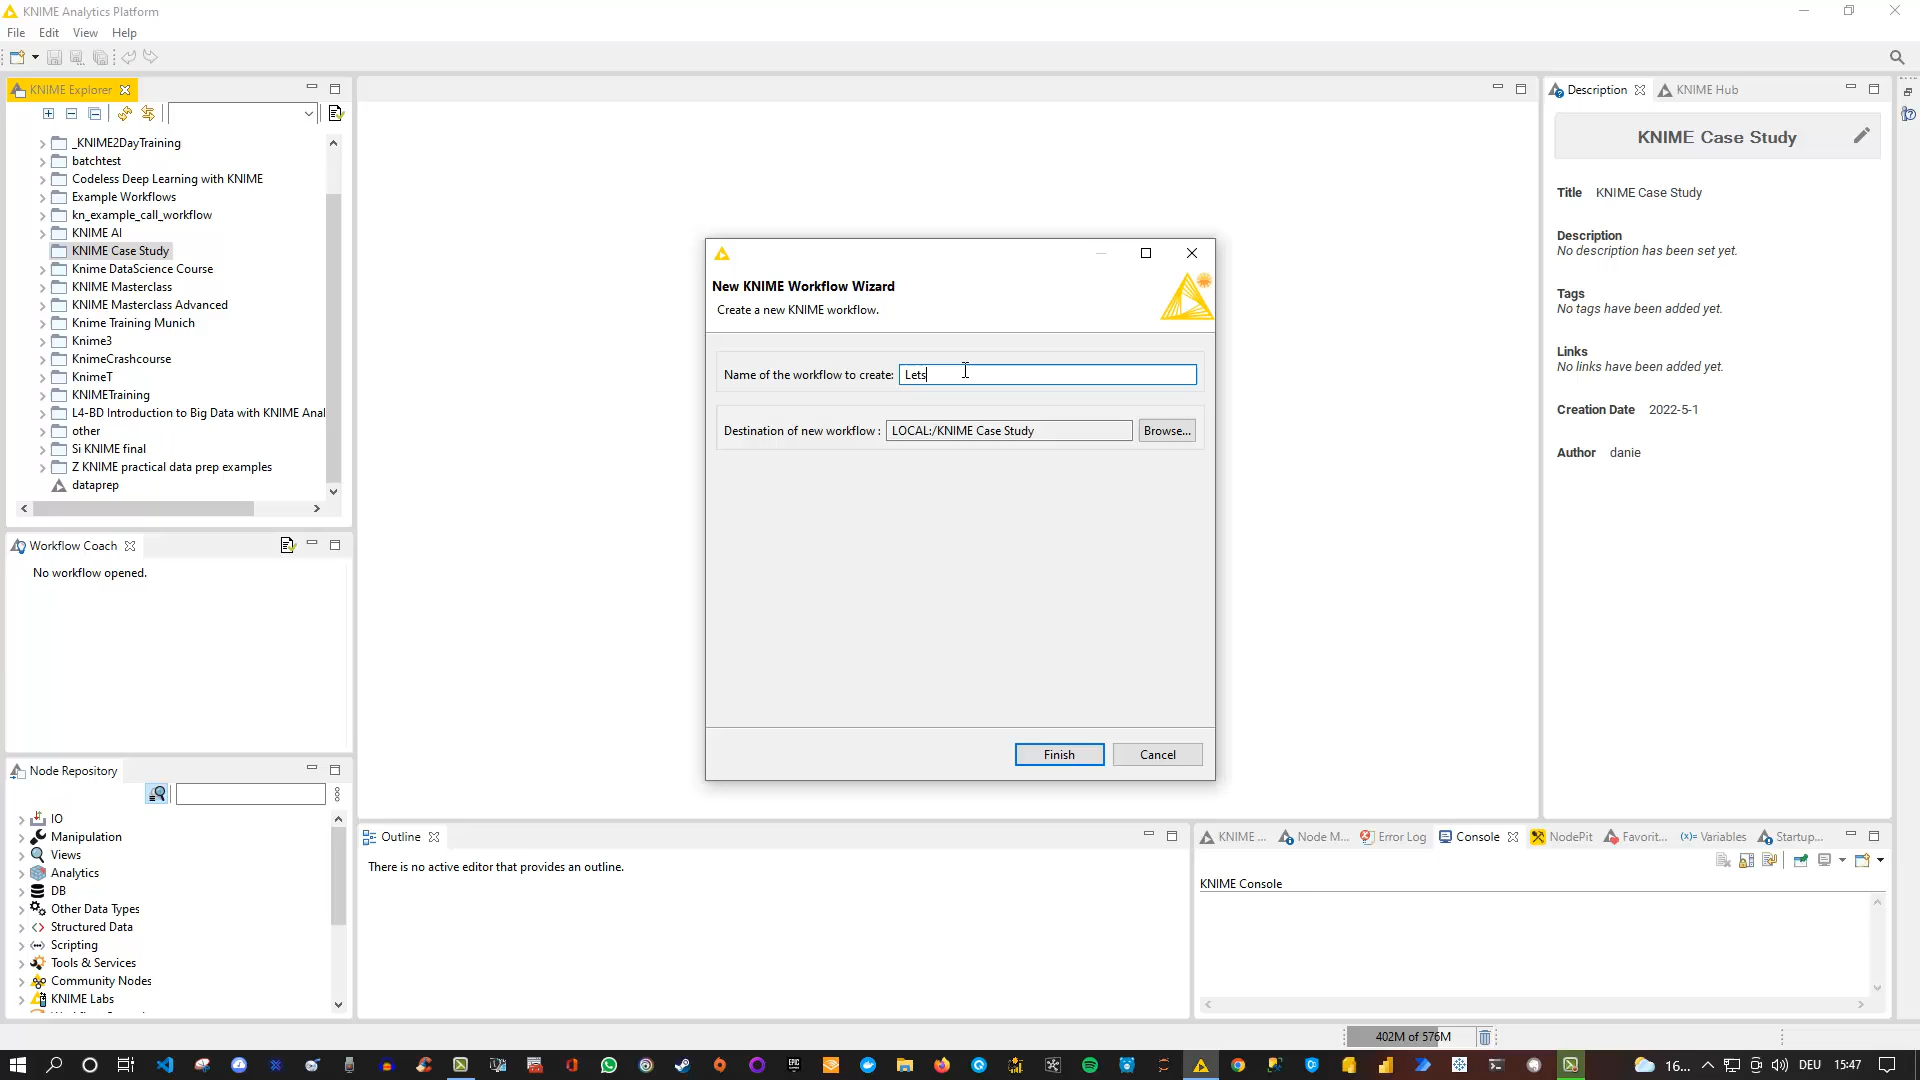 KNIME Analytics Platform
File Edit View Help
KNIME Explorer
_KNIME2DayTraining
batchtest
Codeless Deep Learning with KNIME
Example Workflows
kn_example_call_workflow
KNIME AI
KNIME Case Study
Knime DataScience Course
KNIME Masterclass
KNIME Masterclass Advanced
Knime Training Munich
Knime3
KnimeCrashcourse
KnimeT
KNIMETraining
L4-BD Introduction to Big Data with KNIME Anal
other
Si KNIME final
Z KNIME practical data prep examples
dataprep
Workflow Coach
No workflow opened.
Node Repository
IO
Manipulation
Views
Analytics
DB
Other Data Types
Structured Data
Scripting
Tools & Services
Community Nodes
KNIME Labs
New KNIME Workflow Wizard
Create a new KNIME workflow.
Name of the workflow to create: Lets
Destination of new workflow : LOCAL:/KNIME Case Study Browse...
Finish Cancel
Outline
There is no active editor that provides an outline.
Description KNIME Hub
KNIME Case Study
Title KNIME Case Study
Description
No description has been set yet.
Tags
No tags have been added yet.
Links
No links have been added yet.
Creation Date 2022-5-1
Author danie
KNIME ... Node M... Error Log Console NodePit Favorit... (x)= Variables Startup...
KNIME Console
402M of 576M
16... DEU 15:47